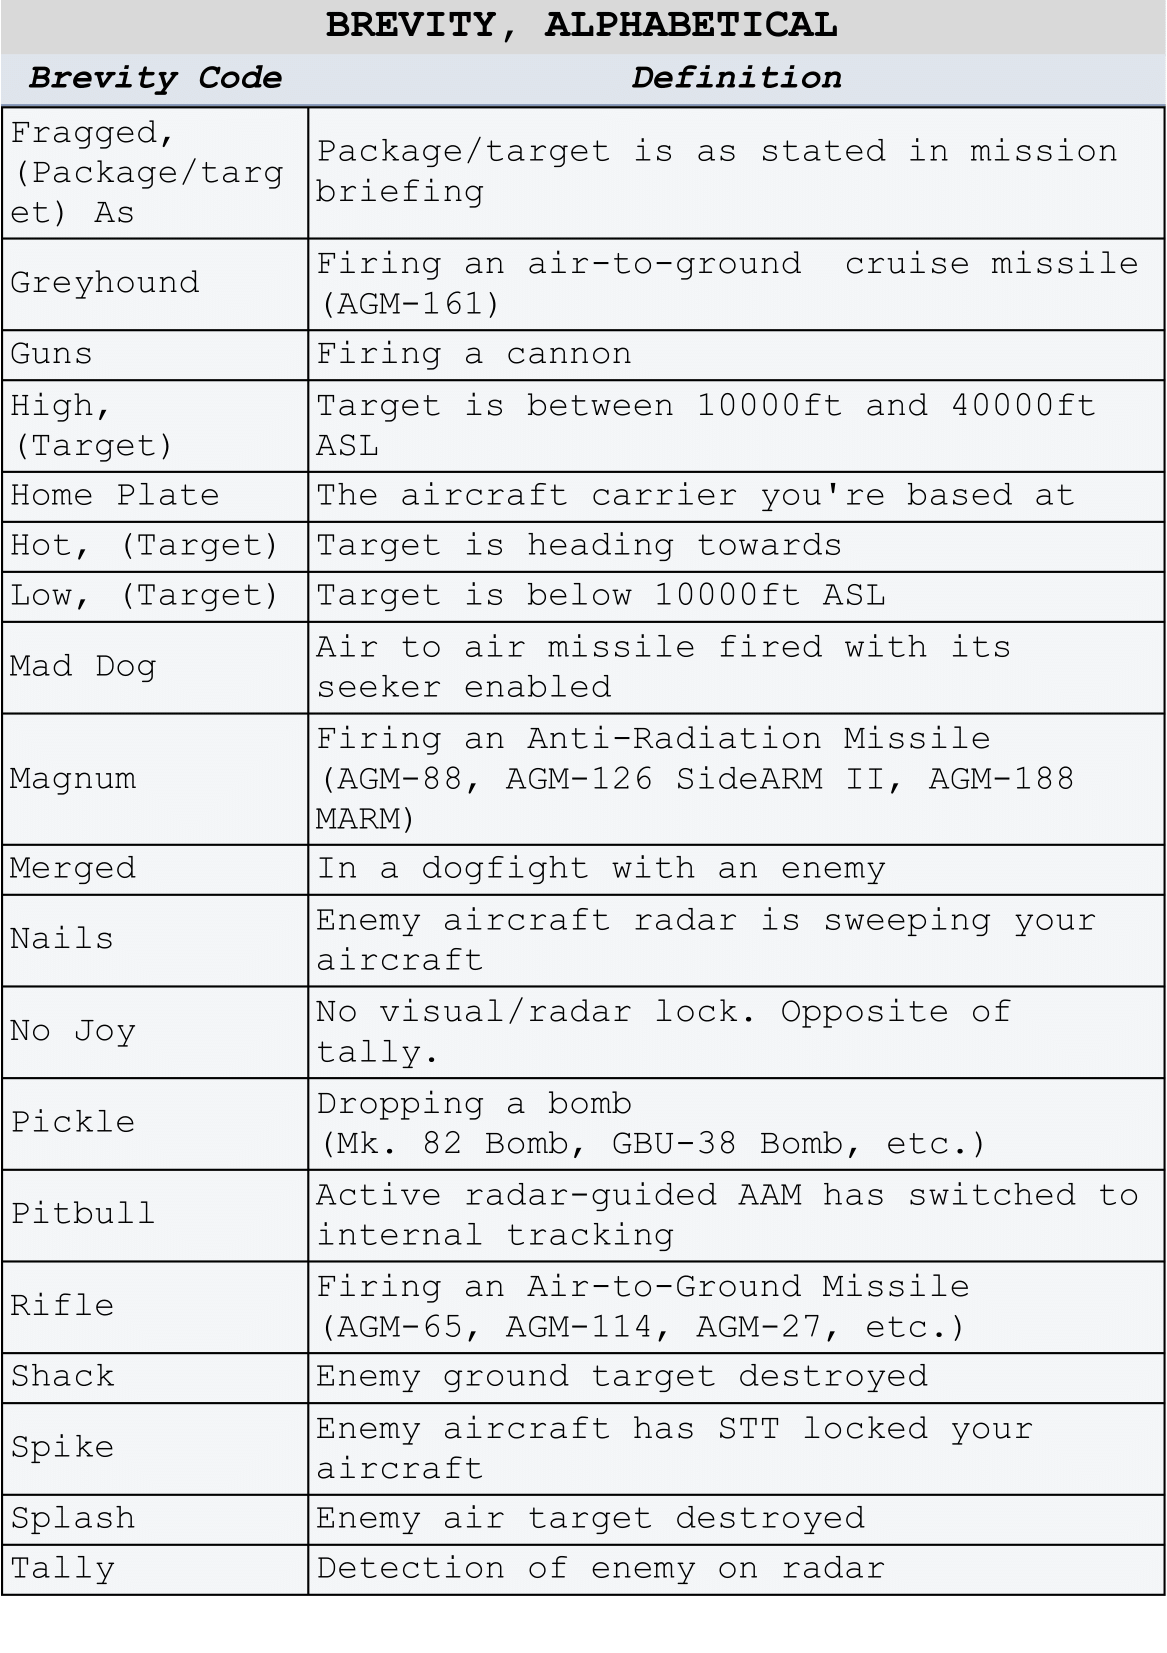 BREVITY, ALPHABETICAL
Brevity Code Definition
Fragged,
(Package/targ
et) As
Package/target is as stated in mission
briefing
Greyhound
Firing an air-to-ground  cruise missile
(AGM-161)
Guns
Firing a cannon
High,
(Target)
Target is between 10000ft and 40000ft
ASL
Home Plate
The aircraft carrier you're based at
Hot, (Target)
Target is heading towards
Low, (Target)
Target is below 10000ft ASL
Mad Dog
Air to air missile fired with its
seeker enabled
Magnum
Firing an Anti-Radiation Missile
(AGM-88, AGM-126 SideARM II, AGM-188
MARM)
Merged
In a dogfight with an enemy
Nails
Enemy aircraft radar is sweeping your
aircraft
No Joy
No visual/radar lock. Opposite of
tally.
Pickle
Dropping a bomb
(Mk. 82 Bomb, GBU-38 Bomb, etc.)
Pitbull
Active radar-guided AAM has switched to
internal tracking
Rifle
Firing an Air-to-Ground Missile
(AGM-65, AGM-114, AGM-27, etc.)
Shack
Enemy ground target destroyed
Spike
Enemy aircraft has STT locked your
aircraft
Splash
Enemy air target destroyed
Tally
Detection of enemy on radar